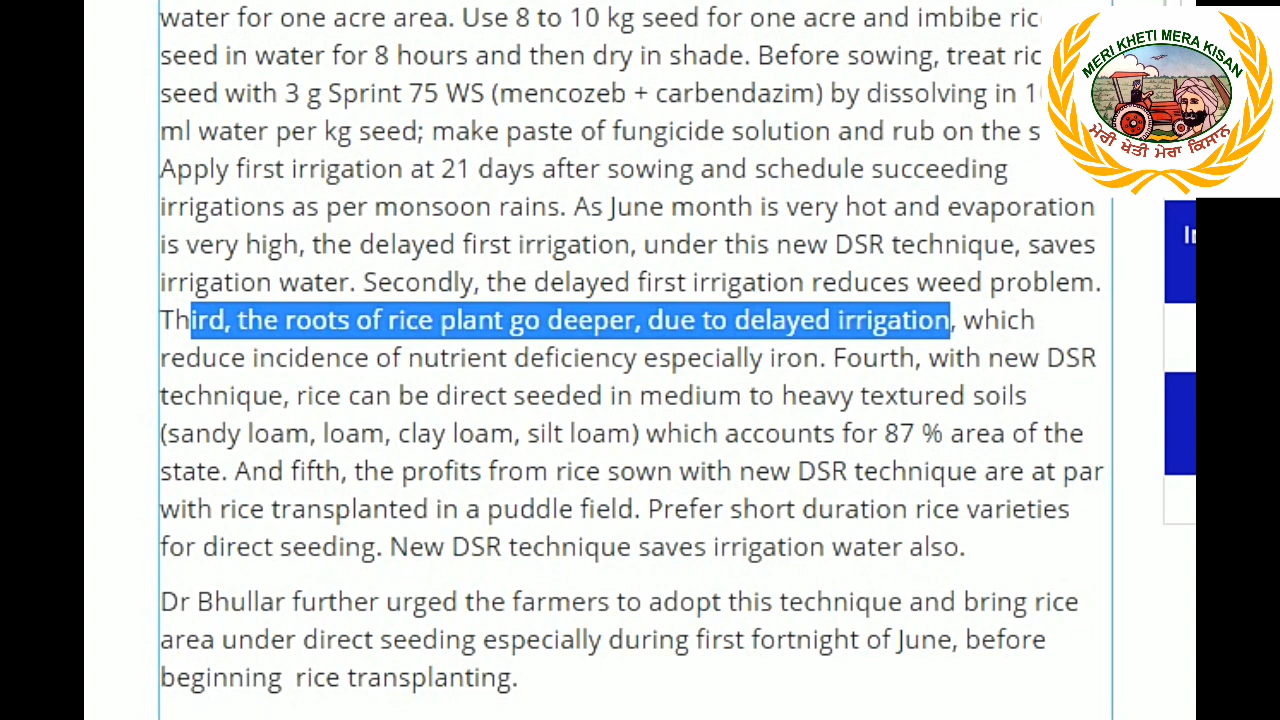 water for one acre area. Use 8 to 10 kg seed for one acre and imbibe
seed in water for 8 hours and then dry in shade. Before sowing, treat
seed with 3 g Sprint 75 WS (mencozeb + carbendazim) by dissolving in
ml water per kg seed; make paste of fungicide solution and rub on the
Apply first irrigation at 21 days after sowing and schedule succeeding
irrigations as per monsoon rains. As June month is very hot and evaporation
is very high, the delayed first irrigation, under this new DSR technique, saves
irrigation water. Secondly, the delayed first irrigation reduces weed problem.
Third, the roots of rice plant go deeper, due to delayed irrigation, which
reduce incidence of nutrient deficiency especially iron. Fourth, with new DSR
technique, rice can be direct seeded in medium to heavy textured soils
(sandy loam, loam, clay loam, silt loam) which accounts for 87 % area of the
state. And fifth, the profits from rice sown with new DSR technique are at par
with rice transplanted in a puddle field. Prefer short duration rice varieties
for direct seeding. New DSR technique saves irrigation water also.
Dr Bhullar further urged the farmers to adopt this technique and bring rice
area under direct seeding especially during first fortnight of June, before
beginning rice transplanting.
MERI KHETI MERA KISAN
ਮੇਰੀ ਖੇਤੀ ਮੇਰਾ ਕਿਸਾਨ